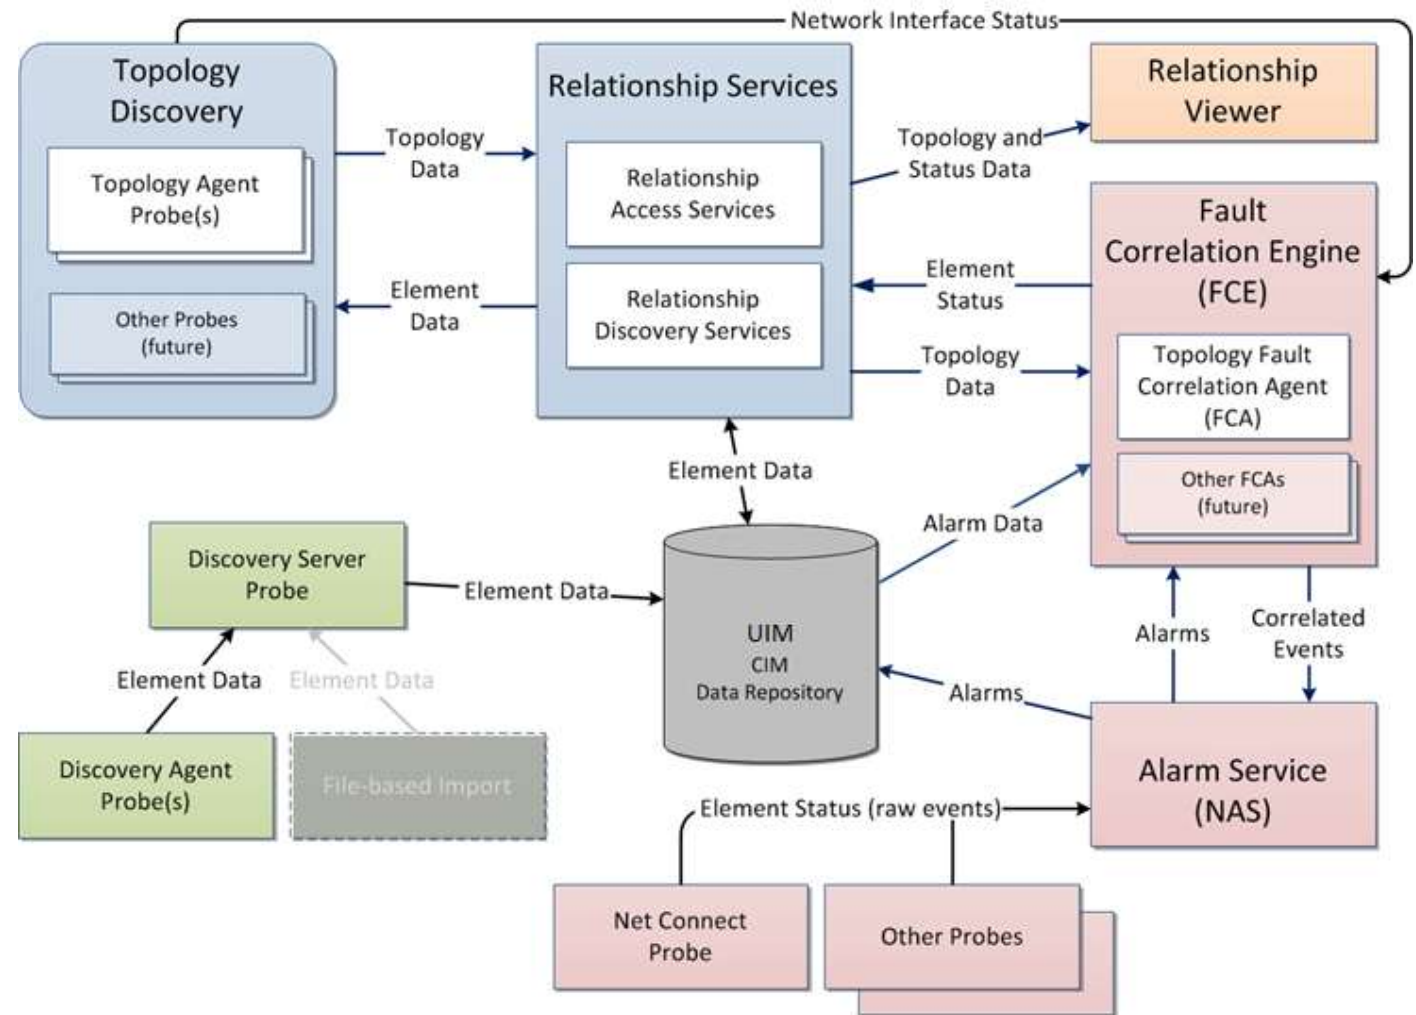 Network Interface Status
Topology
Discovery
Topology Agent
Probe(s)
Other Probes
(future)
Topology
Data
Element
Data
Relationship Services
Relationship
Access Services
Relationship
Discovery Services
Topology and
Status Data
Relationship
Viewer
Element
Status
Topology
Data
Fault
Correlation Engine
(FCE)
Topology Fault
Correlation Agent
(FCA)
Other FCAs
(future)
Element Data
Alarm Data
Discovery Server
Probe
Element Data
Element Data
Element Data
Discovery Agent
Probe(s)
File-based Import
UIM
CIM
Data Repository
Alarms
Alarms
Correlated
Events
Alarm Service
(NAS)
Element Status (raw events)
Net Connect
Probe
Other Probes